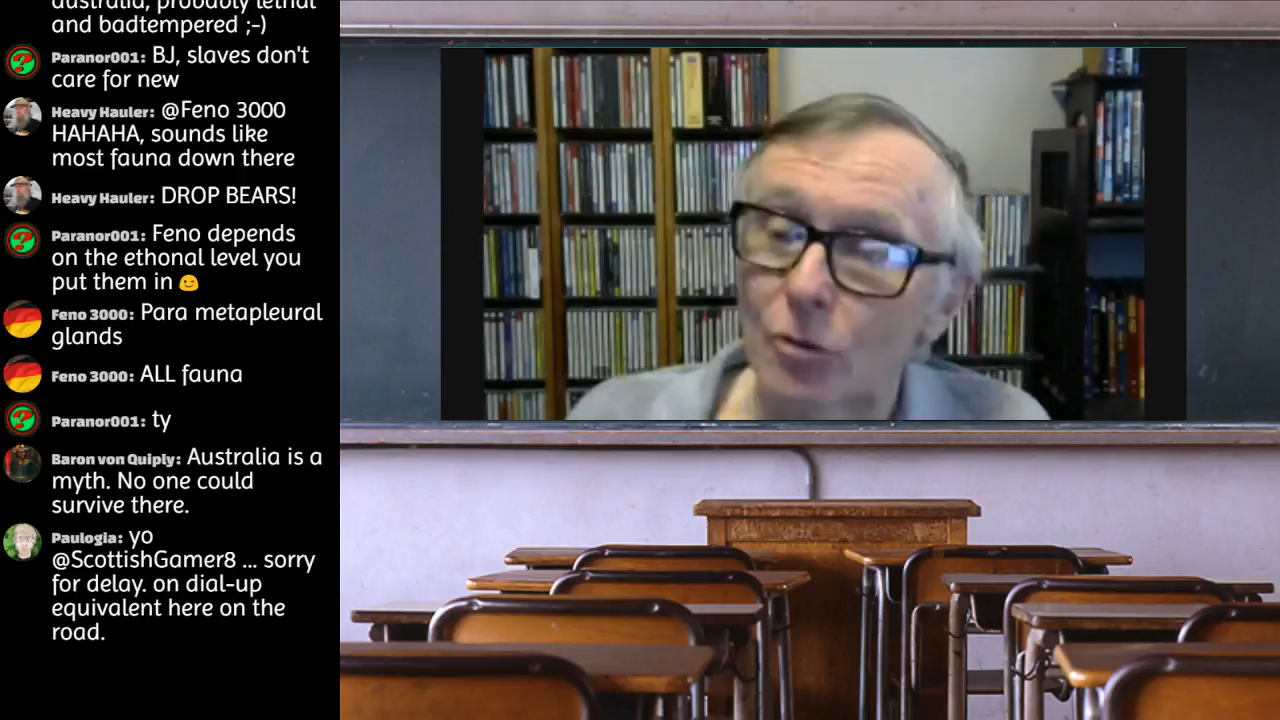 australia, probably lethal
and badtempered ;-)
Paranor001: BJ, slaves don't
care for new
Heavy Hauler: @Feno 3000
HAHAHA, sounds like
most fauna down there
Heavy Hauler: DROP BEARS!
Paranor001: Feno depends
on the ethonal level you
put them in 😉
Feno 3000: Para metapleural
glands
Feno 3000: ALL fauna
Paranor001: ty
Baron von Quiply: Australia is a
myth. No one could
survive there.
Paulogia: yo
@ScottishGamer8 ... sorry
for delay. on dial-up
equivalent here on the
road.